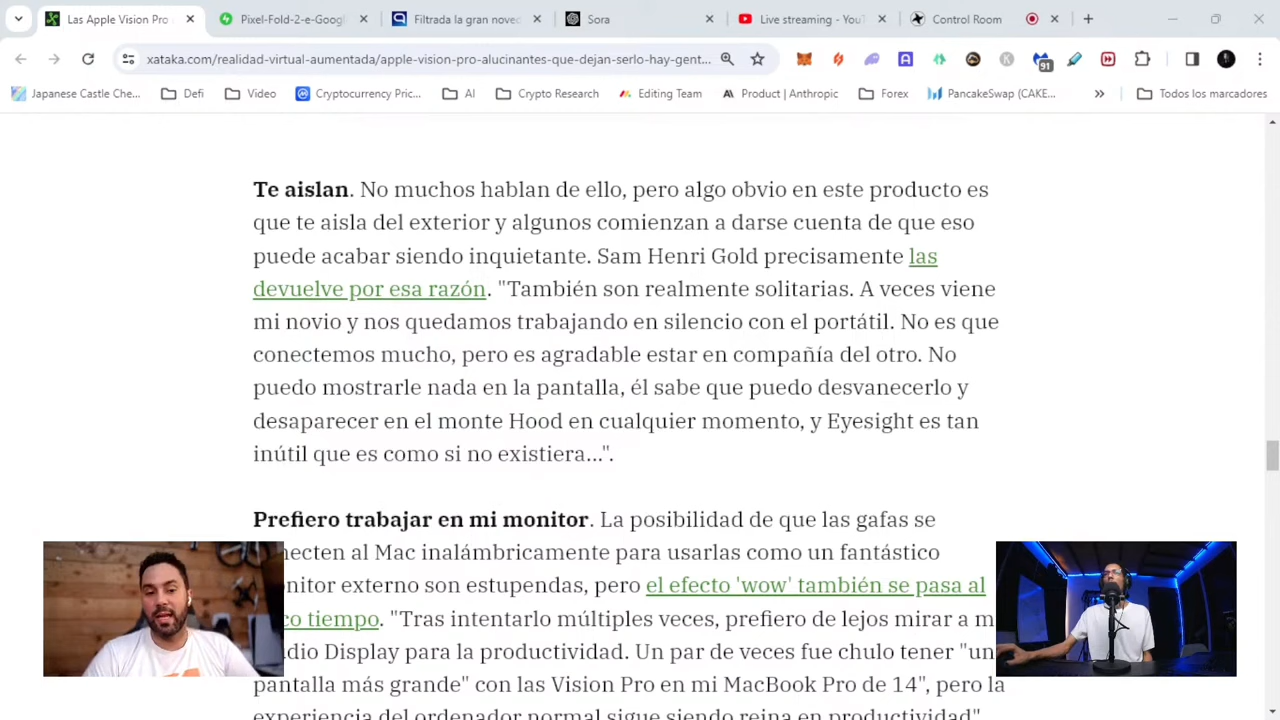 Las Apple Vision Pro
Pixel-Fold-2-e-Googl
Filtrada la gran noved
Sora
Live streaming - You
Control Room
xataka.com/realidad-virtual-aumentada/apple-vision-pro-alucinantes-que-dejan-serlo-hay-gent...
91
Japanese Castle Che...
Defi
Video
Cryptocurrency Pric...
AI
Crypto Research
Editing Team
Product | Anthropic
Forex
PancakeSwap (CAKE...
Todos los marcadores
Te aislan. No muchos hablan de ello, pero algo obvio en este producto es
que te aisla del exterior y algunos comienzan a darse cuenta de que eso
puede acabar siendo inquietante. Sam Henri Gold precisamente las
devuelve por esa razón. "También son realmente solitarias. A veces viene
mi novio y nos quedamos trabajando en silencio con el portátil. No es que
conectemos mucho, pero es agradable estar en compañía del otro. No
puedo mostrarle nada en la pantalla, él sabe que puedo desvanecerlo y
desaparecer en el monte Hood en cualquier momento, y Eyesight es tan
inútil que es como si no existiera...".
Prefiero trabajar en mi monitor. La posibilidad de que las gafas se
necten al Mac inalámbricamente para usarlas como un fantástico
nitor externo son estupendas, pero el efecto 'wow' también se pasa al
co tiempo. "Tras intentarlo múltiples veces, prefiero de lejos mirar a m
dio Display para la productividad. Un par de veces fue chulo tener "un
pantalla más grande" con las Vision Pro en mi MacBook Pro de 14", pero la
experiencia del ordenador normal sigue siendo reina en productividad"